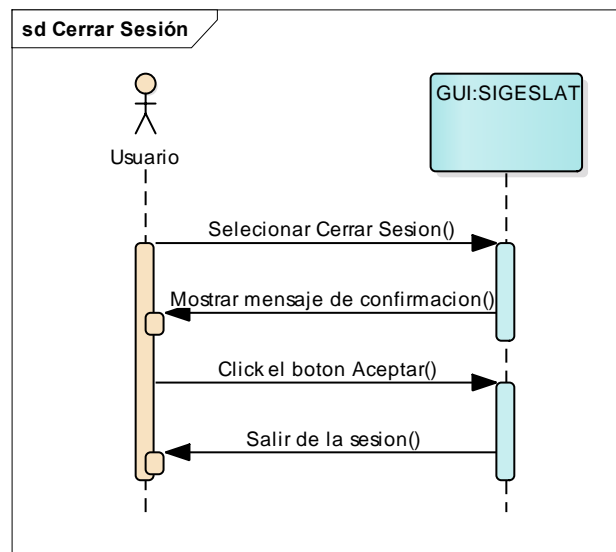 sd Cerrar Sesión
Usuario
GUI:SIGESLAT
Selecionar Cerrar Sesion()
Mostrar mensaje de confirmacion()
Click el boton Aceptar()
Salir de la sesion()